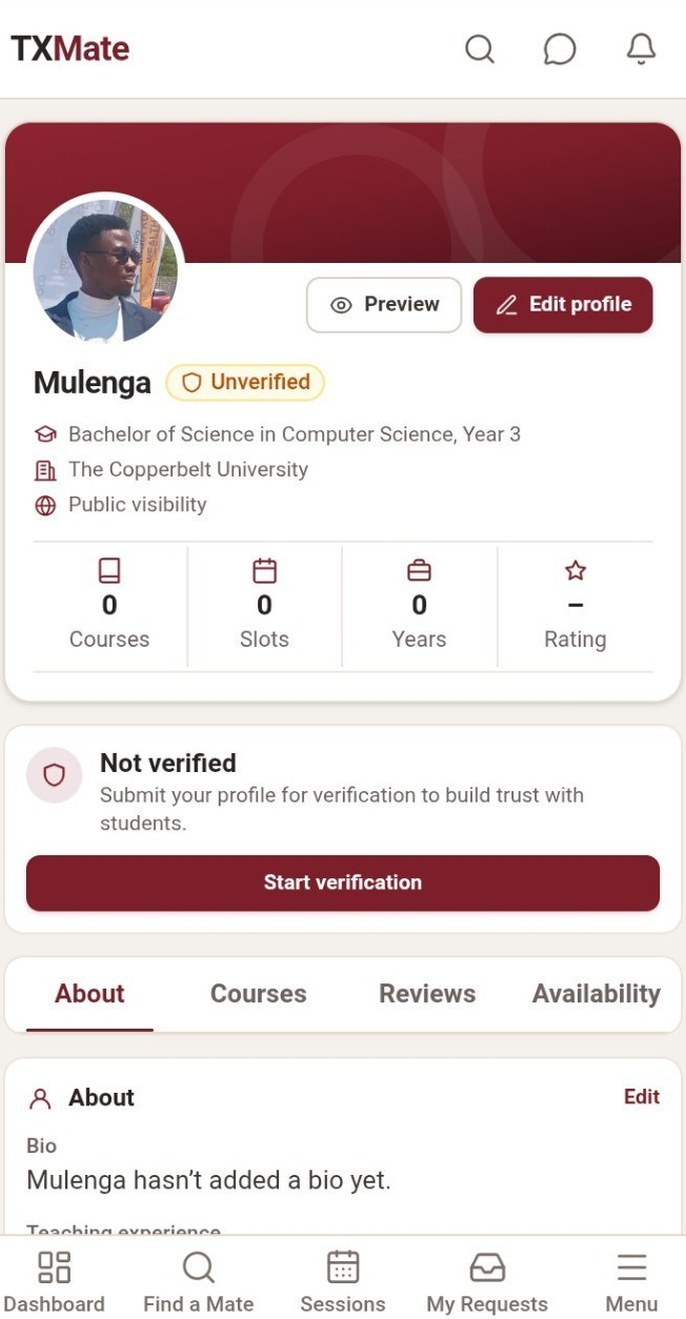 TXMate
Preview
Edit profile
Mulenga
Unverified
Bachelor of Science in Computer Science, Year 3
The Copperbelt University
Public visibility
0 0 0 –
Courses Slots Years Rating
Not verified
Submit your profile for verification to build trust with
students.
Start verification
About Courses Reviews Availability
About Edit
Bio
Mulenga hasn’t added a bio yet.
Teaching experience
Dashboard Find a Mate Sessions My Requests Menu